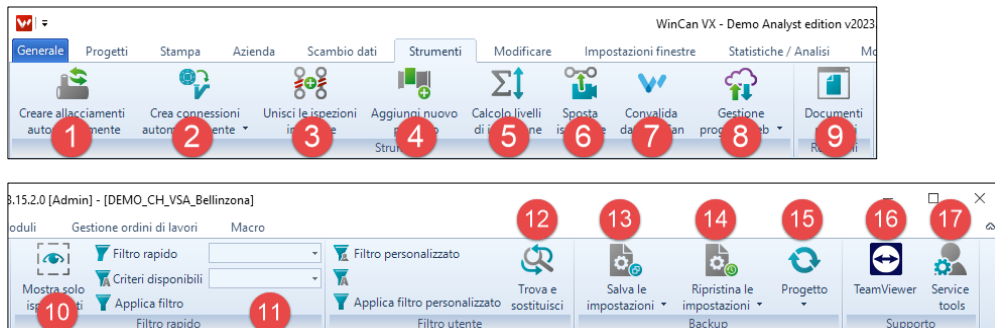 WinCan VX - Demo Analyst edition v2023
Generale Progetti Stampa Azienda Scambio dati Strumenti Modificare Impostazioni finestre Statistiche / Analisi Mo
Creare allacciamenti Crea connessioni Unisci le ispezioni Aggiungi nuovo Calcolo livelli Sposta Convalida Gestione Documenti
1 2 3 4 5 6 7 8 9
8.15.2.0 [Admin] - [DEMO_CH_VSA_Bellinzona]
oduli Gestione ordini di lavori Macro
12 13 14 15 16 17
Filtro rapido Filtro personalizzato
Mostra solo Criteri disponibili Trova e Salva le Ripristina le Progetto TeamViewer Service
Applica filtro Applica filtro personalizzato sostituisci impostazioni impostazioni tools
10 11
Filtro rapido Filtro utente Backup Supporto